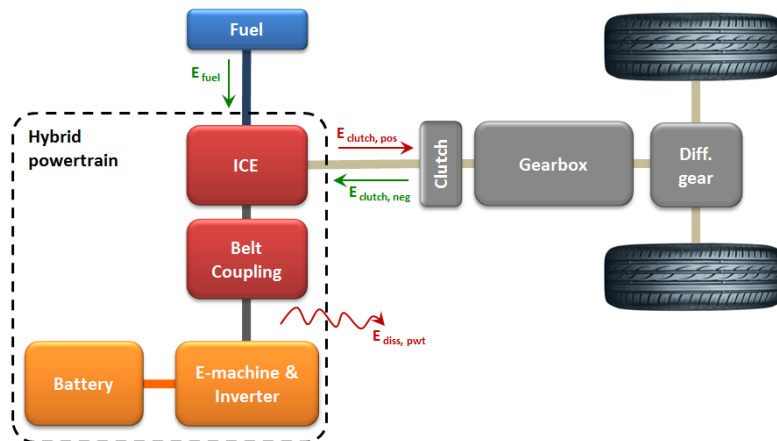 Fuel
E fuel
Hybrid
powertrain
ICE
E clutch, pos
E clutch, neg
Clutch
Gearbox
Diff.
gear
Belt
Coupling
E diss, pwt
Battery
E-machine &
Inverter